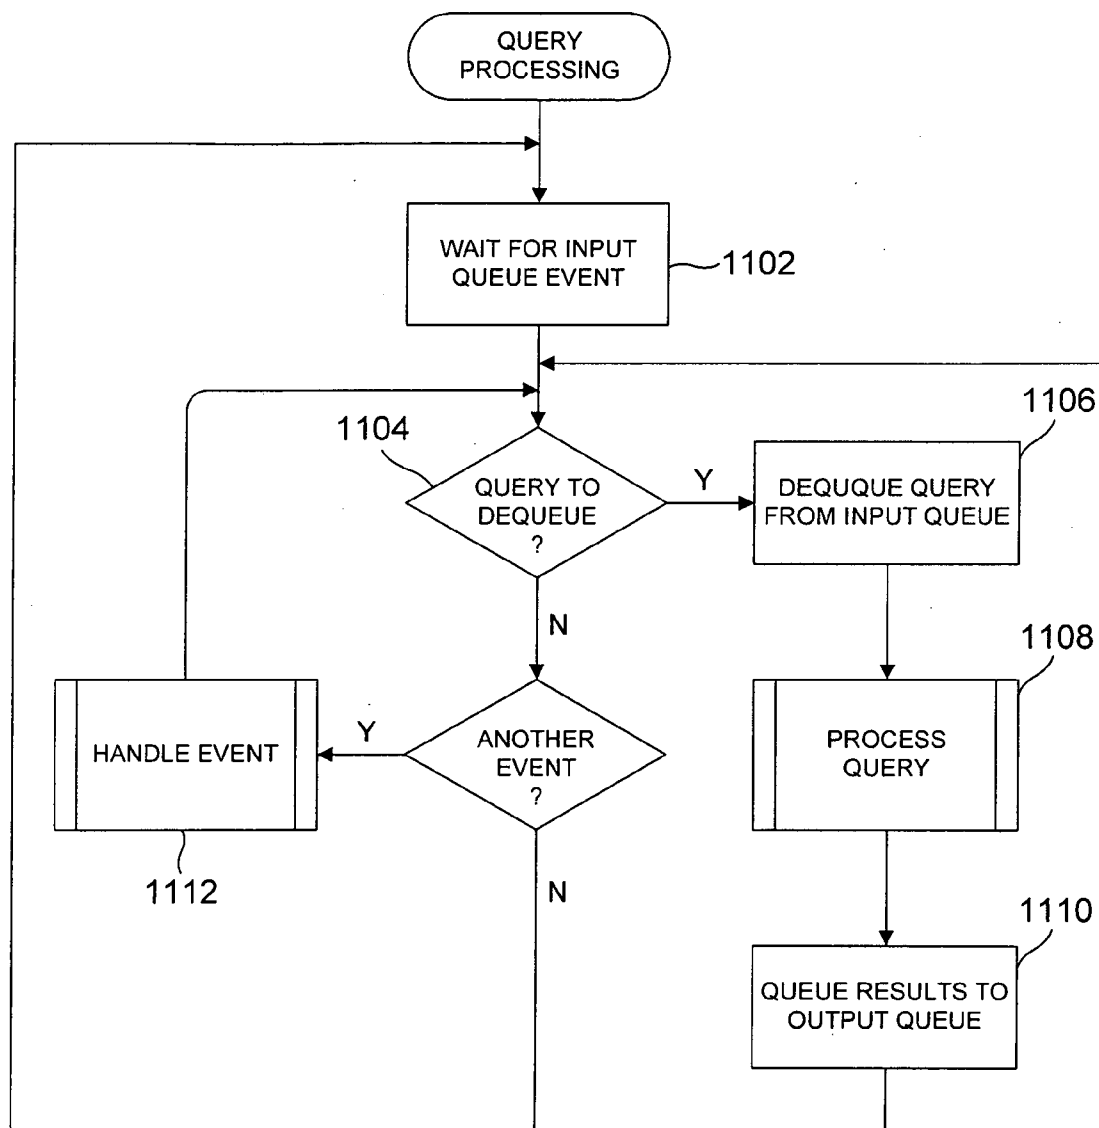 QUERY
PROCESSING
WAIT FOR INPUT
QUEUE EVENT
1102
1104
QUERY TO
DEQUEUE
?
Y
1106
DEQUQUE QUERY
FROM INPUT QUEUE
N
1108
HANDLE EVENT
Y
ANOTHER
EVENT
?
PROCESS
QUERY
1112
N
1110
QUEUE RESULTS TO
OUTPUT QUEUE